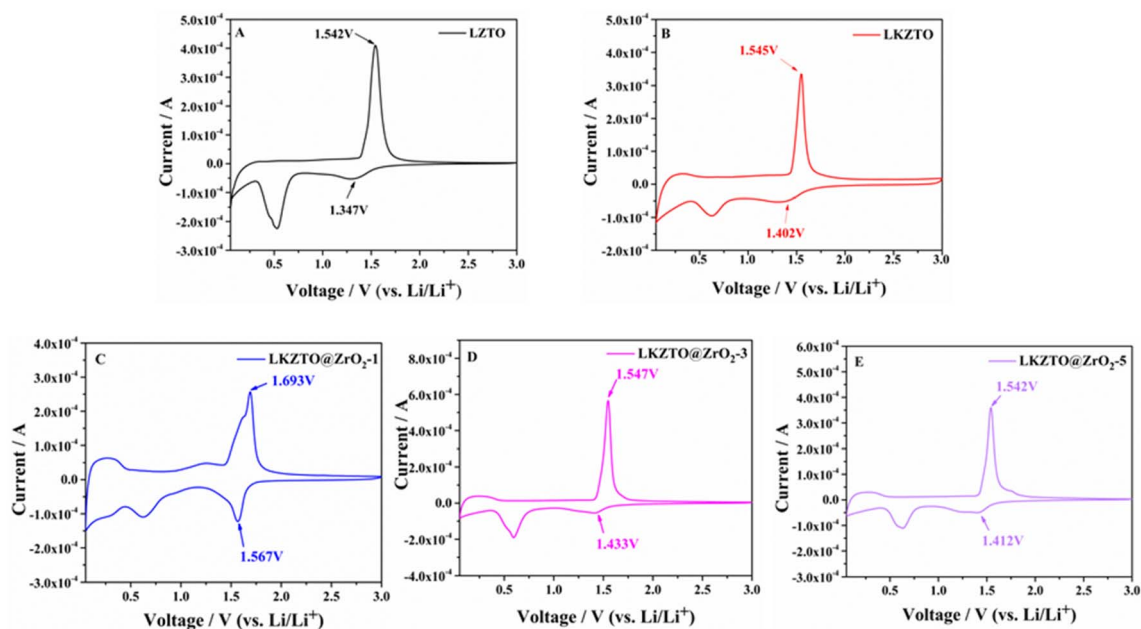 A
LZTO
1.542V
1.347V
5.0x10⁻⁴
4.0x10⁻⁴
3.0x10⁻⁴
2.0x10⁻⁴
1.0x10⁻⁴
0.0
-1.0x10⁻⁴
-2.0x10⁻⁴
-3.0x10⁻⁴
Current / A
0.5 1.0 1.5 2.0 2.5 3.0
Voltage / V (vs. Li/Li⁺)
B
LKZTO
1.545V
1.402V
5.0x10⁻⁴
4.0x10⁻⁴
3.0x10⁻⁴
2.0x10⁻⁴
1.0x10⁻⁴
0.0
-1.0x10⁻⁴
-2.0x10⁻⁴
Current / A
0.5 1.0 1.5 2.0 2.5 3.0
Voltage / V (vs. Li/Li⁺)
C
LKZTO@ZrO₂-1
1.693V
1.567V
4.0x10⁻⁴
3.0x10⁻⁴
2.0x10⁻⁴
1.0x10⁻⁴
0.0
-1.0x10⁻⁴
-2.0x10⁻⁴
-3.0x10⁻⁴
Current / A
0.5 1.0 1.5 2.0 2.5 3.0
Voltage / V (vs. Li/Li⁺)
D
LKZTO@ZrO₂-3
1.547V
1.433V
8.0x10⁻⁴
6.0x10⁻⁴
4.0x10⁻⁴
2.0x10⁻⁴
0.0
-2.0x10⁻⁴
-4.0x10⁻⁴
Current / A
0.5 1.0 1.5 2.0 2.5 3.0
Voltage / V (vs. Li/Li⁺)
E
LKZTO@ZrO₂-5
1.542V
1.412V
6.0x10⁻⁴
5.0x10⁻⁴
4.0x10⁻⁴
3.0x10⁻⁴
2.0x10⁻⁴
1.0x10⁻⁴
0.0
-1.0x10⁻⁴
-2.0x10⁻⁴
-3.0x10⁻⁴
Current / A
0.5 1.0 1.5 2.0 2.5 3.0
Voltage / V (vs. Li/Li⁺)